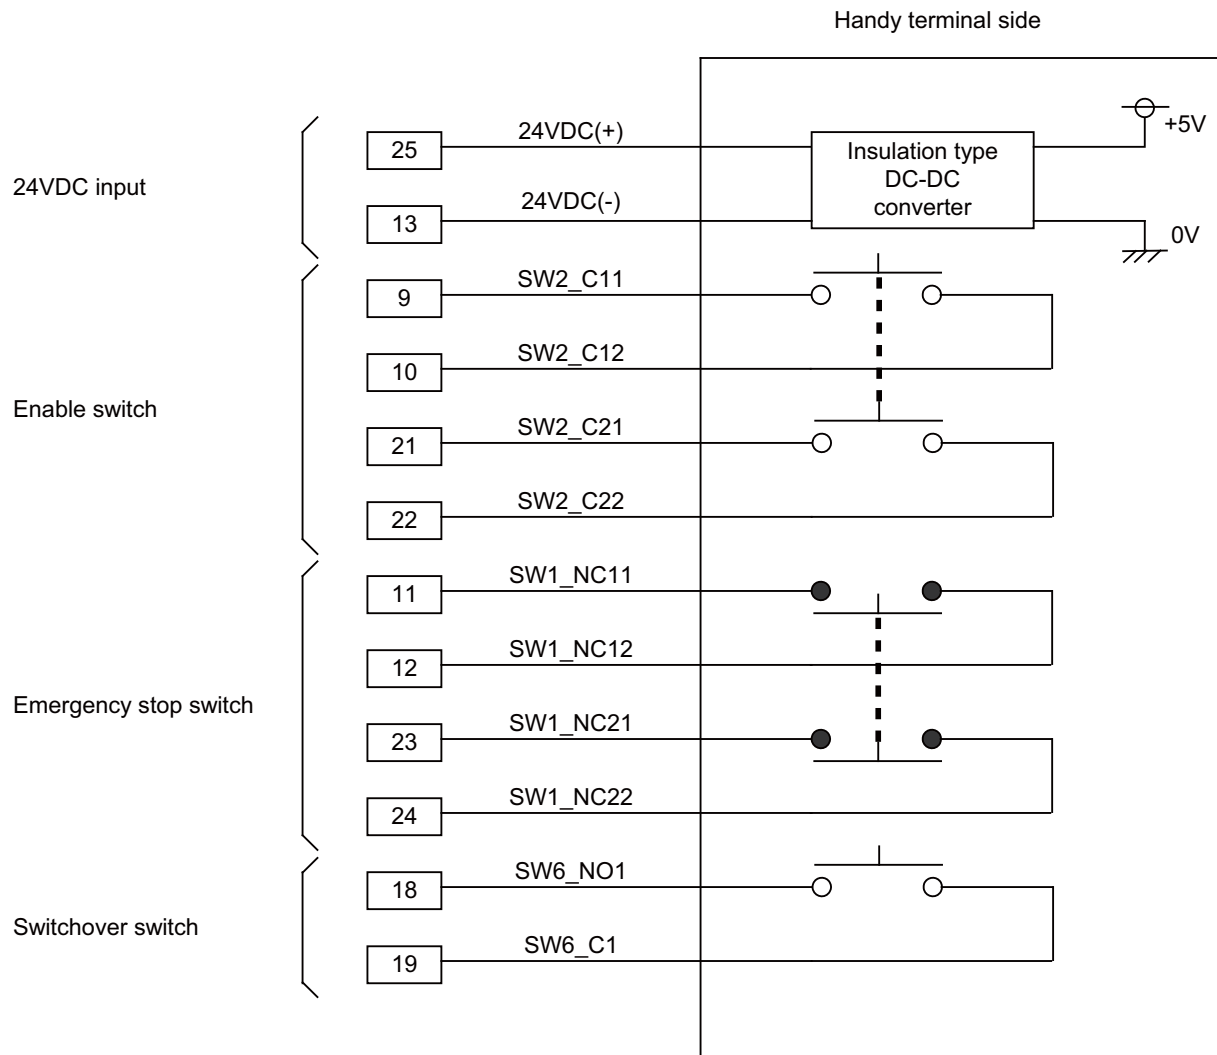 Handy terminal side
24VDC input
25
24VDC(+)
Insulation type
DC-DC
converter
+5V
13
24VDC(-)
0V
Enable switch
9
SW2_C11
10
SW2_C12
21
SW2_C21
22
SW2_C22
Emergency stop switch
11
SW1_NC11
12
SW1_NC12
23
SW1_NC21
24
SW1_NC22
Switchover switch
18
SW6_NO1
19
SW6_C1